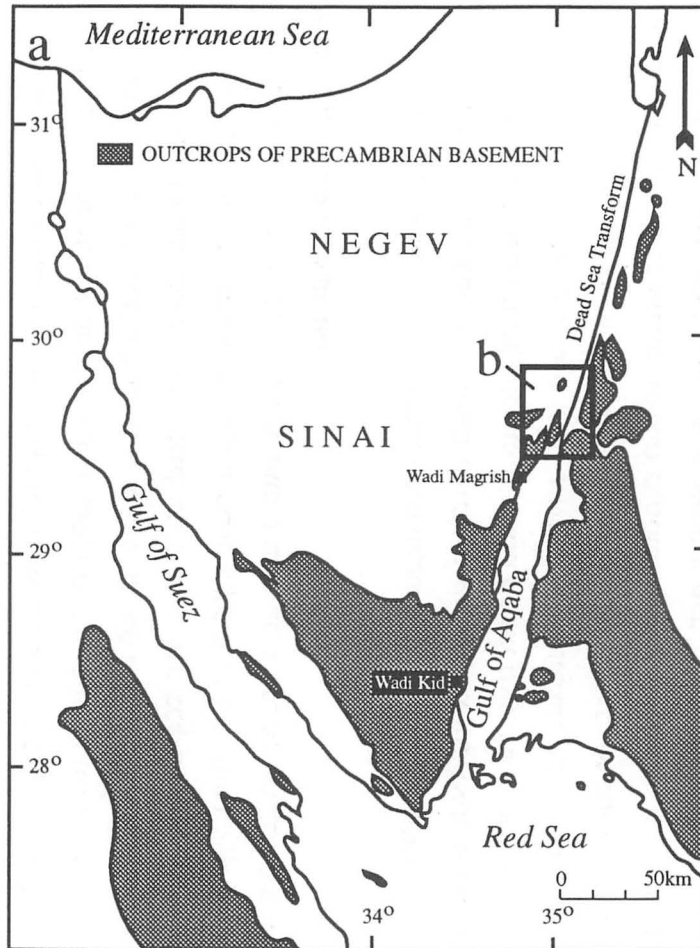 a
Mediterranean Sea
31°
OUTCROPS OF PRECAMBRIAN BASEMENT
N
NEGEV
Dead Sea Transform
30°
b
SINAI
Wadi Magrish
Gulf of Suez
29°
Gulf of Aqaba
Wadi Kid
28°
Red Sea
0 50km
34° 35°